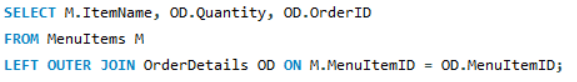 SELECT M.ItemName, OD.Quantity, OD.OrderID
FROM MenuItems M
LEFT OUTER JOIN OrderDetails OD ON M.MenuItemID = OD.MenuItemID;